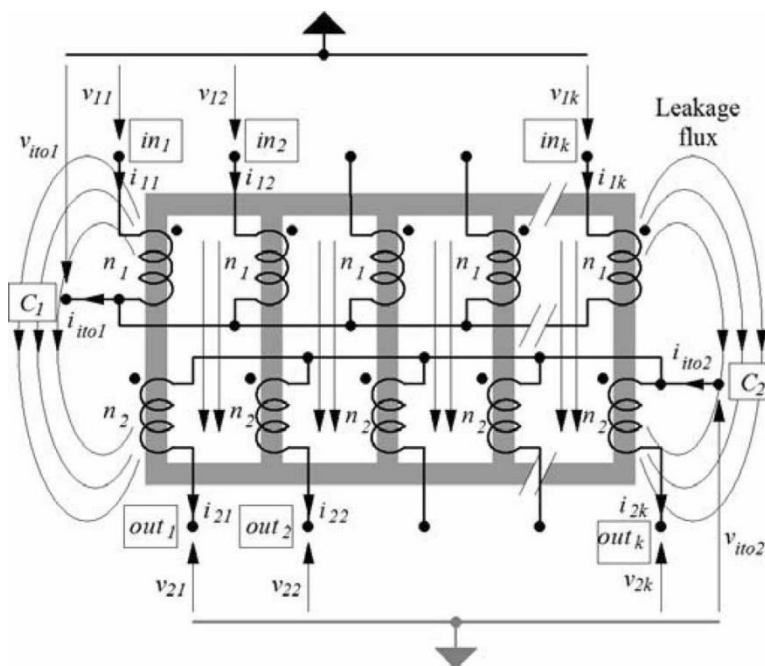 v11
v12
v1k
Leakage
flux
vito1
in1
in2
ink
i11
i12
i1k
n1
n1
n1
n1
n1
C1
iito1
iito2
C2
n2
n2
n2
n2
n2
i21
i22
i2k
out1
out2
outk
vito2
v21
v22
v2k